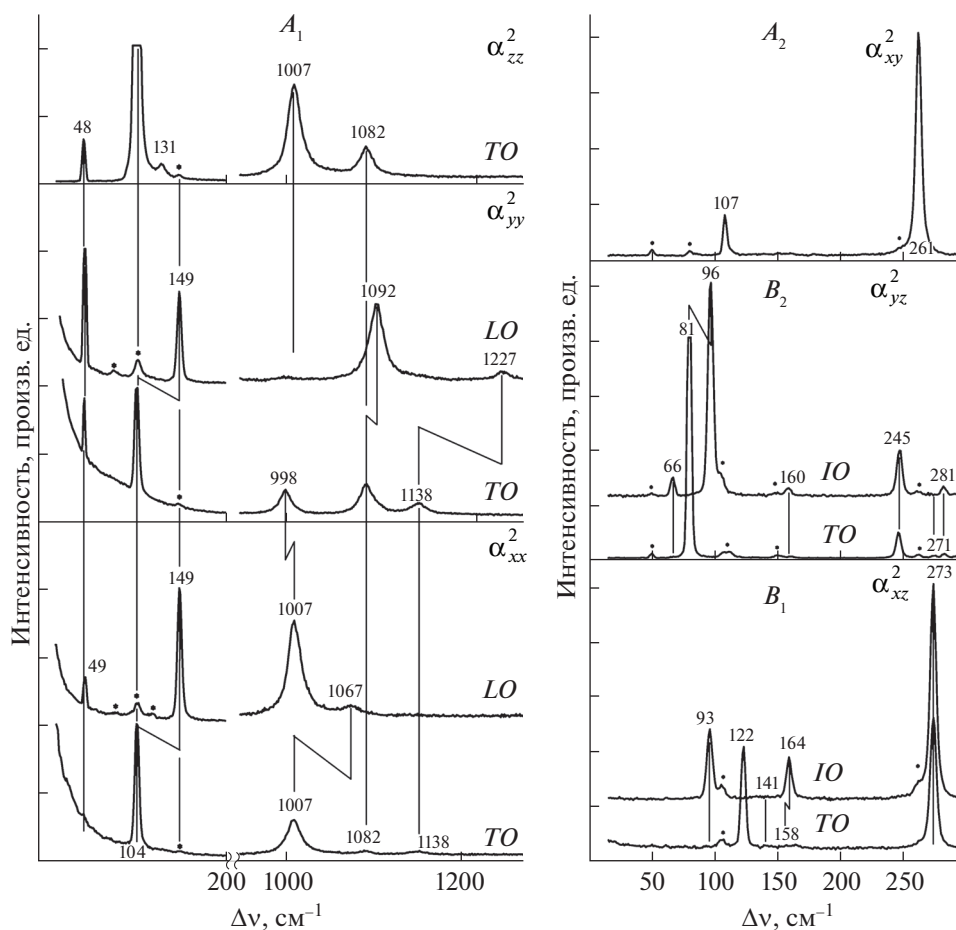 A₁
α²zz
48
131
1007
1082
TO
α²yy
149
1092
LO
1227
998
1138
TO
α²xx
149
49
1007
1067
LO
1007
1082
1138
TO
104
200
1000
1200
Δν, см⁻¹
Интенсивность, произв. ед.
A₂
α²xy
107
261
96
B₂
α²yz
81
66
160
245
281
IO
TO
271
B₁
α²xz
273
93
122
141
164
IO
158
TO
50
100
150
200
250
Δν, см⁻¹
Интенсивность, произв. ед.